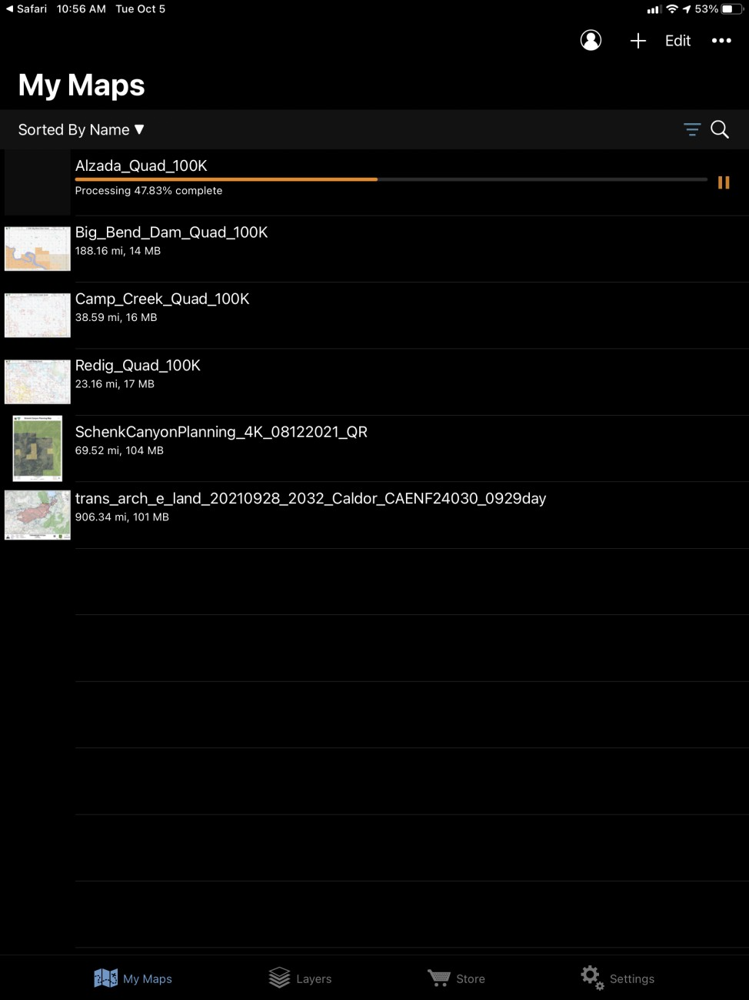 Safari 10:56 AM Tue Oct 5 53%
Edit
My Maps
Sorted By Name ▼
Alzada_Quad_100K
Processing 47.83% complete
Big_Bend_Dam_Quad_100K
188.16 mi, 14 MB
Camp_Creek_Quad_100K
38.59 mi, 16 MB
Redig_Quad_100K
23.16 mi, 17 MB
SchenkCanyonPlanning_4K_08122021_QR
69.52 mi, 104 MB
trans_arch_e_land_20210928_2032_Caldor_CAENF24030_0929day
906.34 mi, 101 MB
My Maps Layers Store Settings